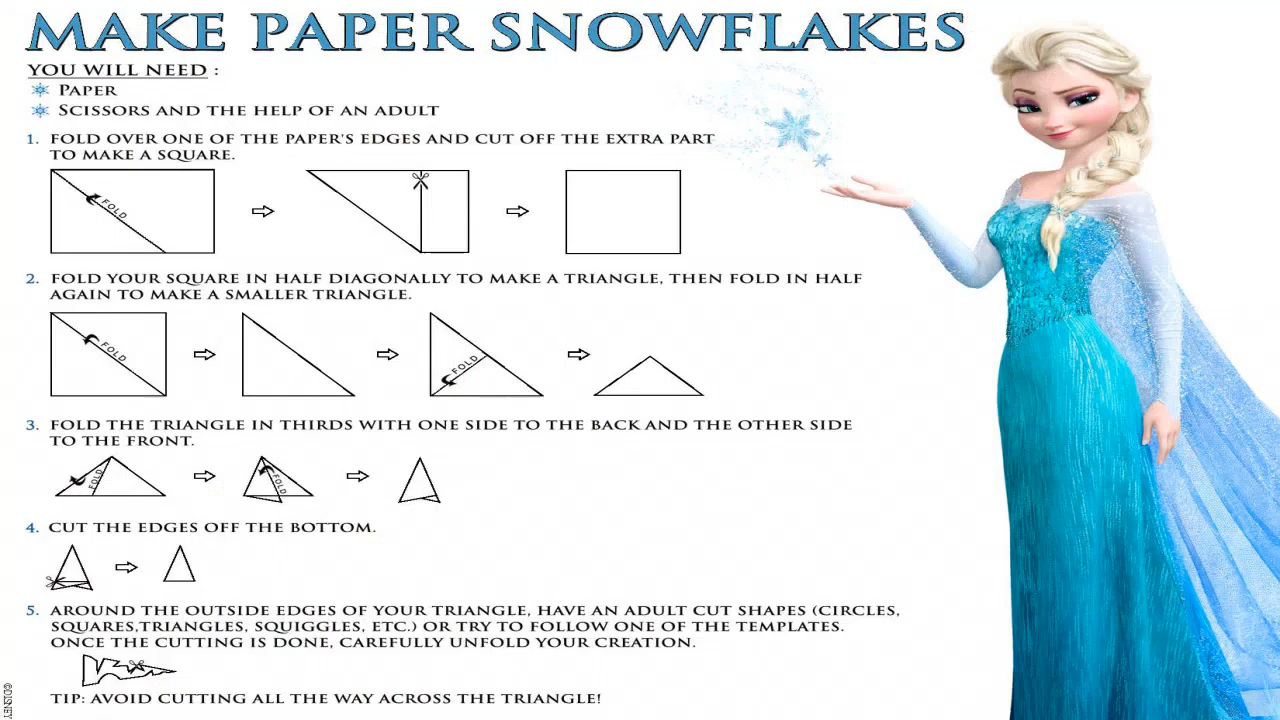 MAKE PAPER SNOWFLAKES
YOU WILL NEED :
PAPER
SCISSORS AND THE HELP OF AN ADULT
1. FOLD OVER ONE OF THE PAPER'S EDGES AND CUT OFF THE EXTRA PART
TO MAKE A SQUARE.
FOLD
2. FOLD YOUR SQUARE IN HALF DIAGONALLY TO MAKE A TRIANGLE, THEN FOLD IN HALF
AGAIN TO MAKE A SMALLER TRIANGLE.
FOLD
FOLD
3. FOLD THE TRIANGLE IN THIRDS WITH ONE SIDE TO THE BACK AND THE OTHER SIDE
TO THE FRONT.
FOLD
FOLD
4. CUT THE EDGES OFF THE BOTTOM.
5. AROUND THE OUTSIDE EDGES OF YOUR TRIANGLE, HAVE AN ADULT CUT SHAPES (CIRCLES,
SQUARES,TRIANGLES, SQUIGGLES, ETC.) OR TRY TO FOLLOW ONE OF THE TEMPLATES.
ONCE THE CUTTING IS DONE, CAREFULLY UNFOLD YOUR CREATION.
TIP: AVOID CUTTING ALL THE WAY ACROSS THE TRIANGLE!
©DISNEY